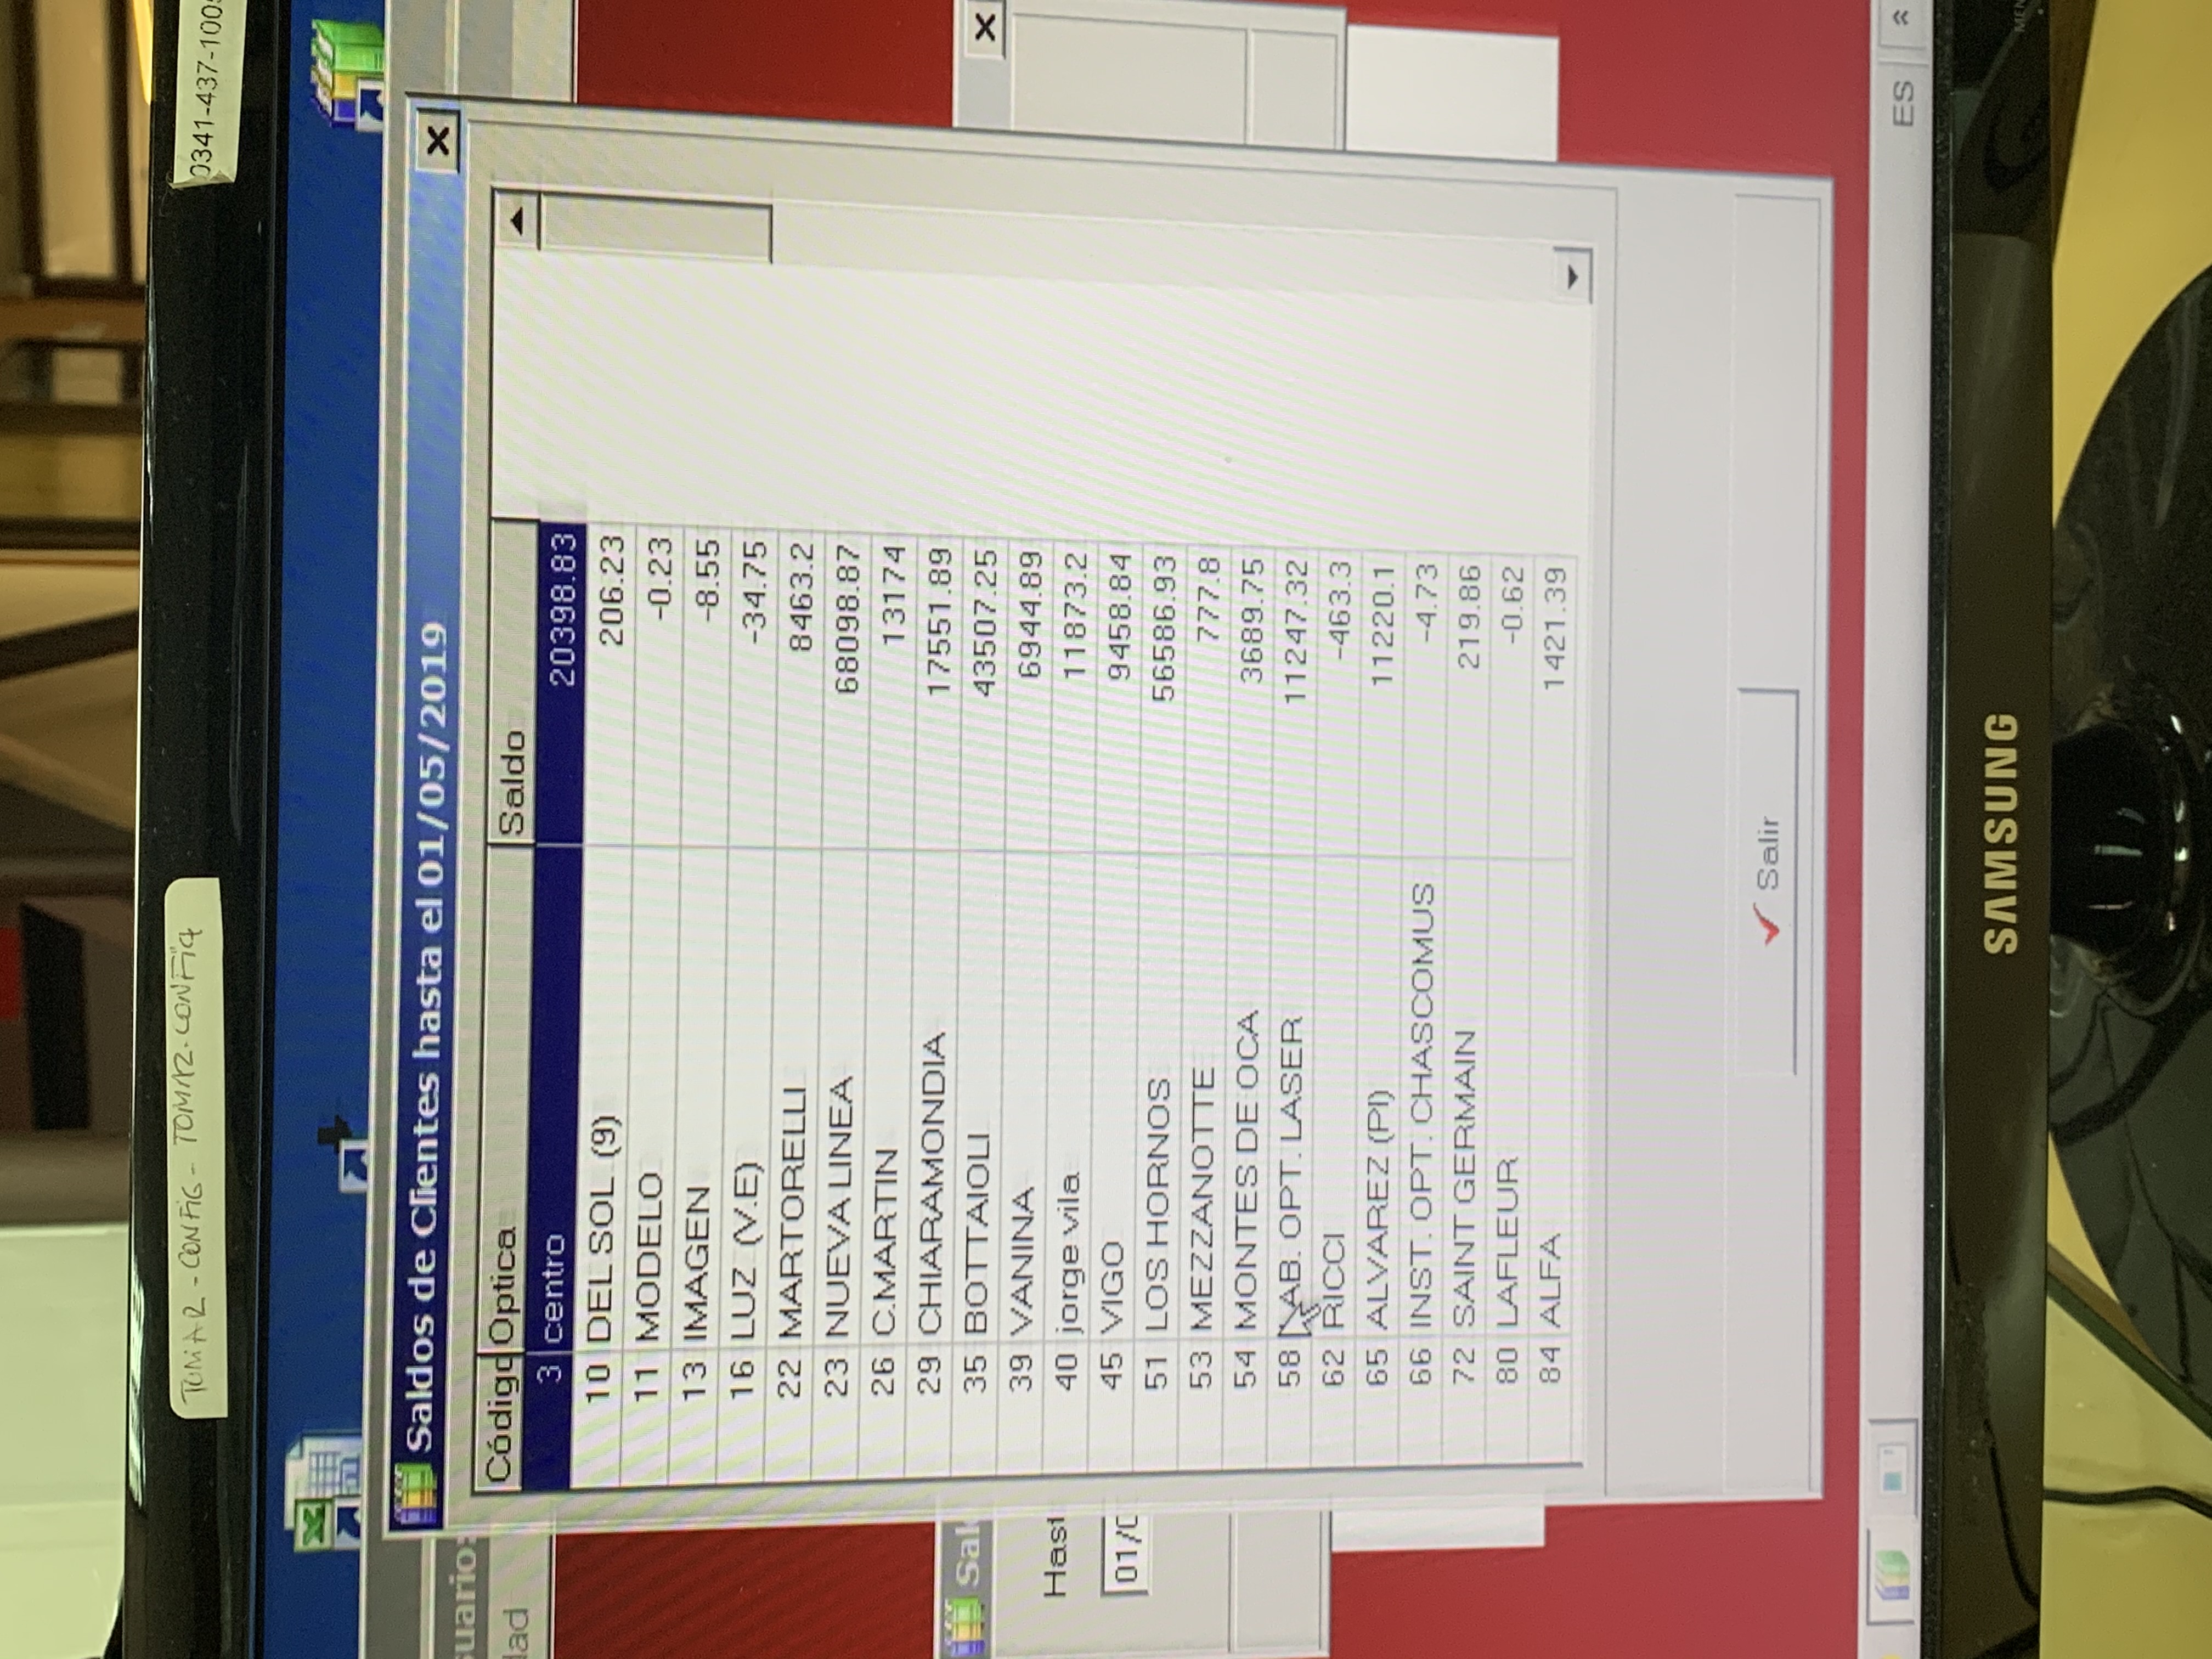 TOMAR - CONFIG - TOMAR.CONFIG
0341-437-100
Saldos de Clientes hasta el 01/05/2019
suario:
dad
Código Optica Saldo
3 centro 20398.83
10 DEL SOL (9) 206.23
11 MODELO -0.23
13 IMAGEN -8.55
16 LUZ (V.E) -34.75
22 MARTORELLI 8463.2
23 NUEVA LINEA 68098.87
26 C.MARTIN 13174
29 CHIARAMONDIA 17551.89
35 BOTTAIOLI 43507.25
39 VANINA 6944.89
40 jorge vila 11873.2
45 VIGO 9458.84
51 LOS HORNOS 56586.93
53 MEZZANOTTE 777.8
54 MONTES DE OCA 3689.75
58 LAB. OPT. LASER 11247.32
62 RICCI -463.3
65 ALVAREZ (PI) 11220.1
66 INST. OPT. CHASCOMUS -4.73
72 SAINT GERMAIN 219.86
80 LAFLEUR -0.62
84 ALFA 1421.39
Sal
Hast
01/0
Salir
ES
SAMSUNG
MEN